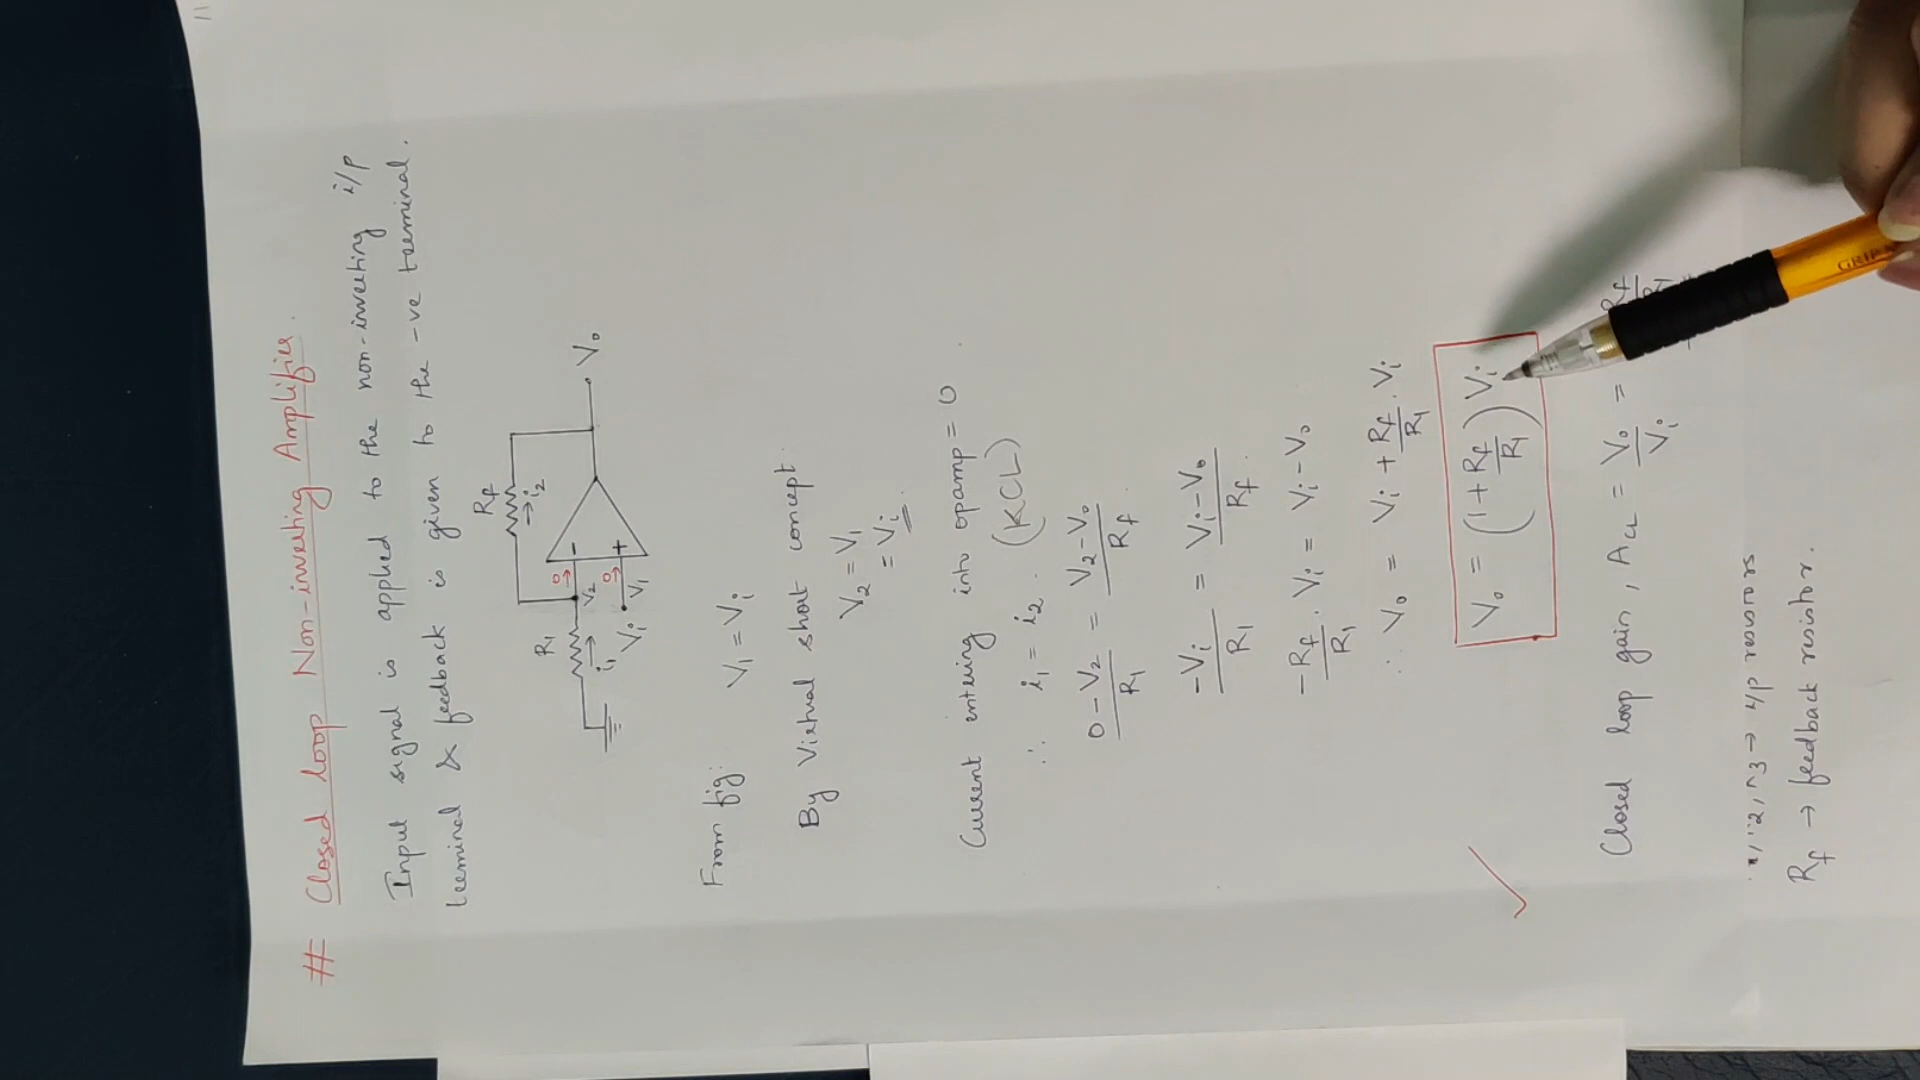 # Closed loop Non-inverting Amplifier.
Input signal is applied to the non-inverting i/p
terminal & feedback is given to the -ve terminal.
Rf
→ i2
R1
i1
0→
V2
0→
V1
Vi
-
+
Vo
From fig: V1 = Vi
By Virtual short concept
V2 = V1
= Vi
Current entering into opamp = 0
∴ i1 = i2. (KCL)
(0 - V2)/R1 = (V2 - Vo)/Rf.
-Vi/R1 = (Vi - Vo)/Rf.
-Rf/R1 . Vi = Vi - Vo
∴ Vo = Vi + Rf/R1 . Vi
Vo = (1 + Rf/R1) Vi
Closed loop gain, ACL = Vo/Vi =
→ i/p resistors
Rf → feedback resistor.
GRIP